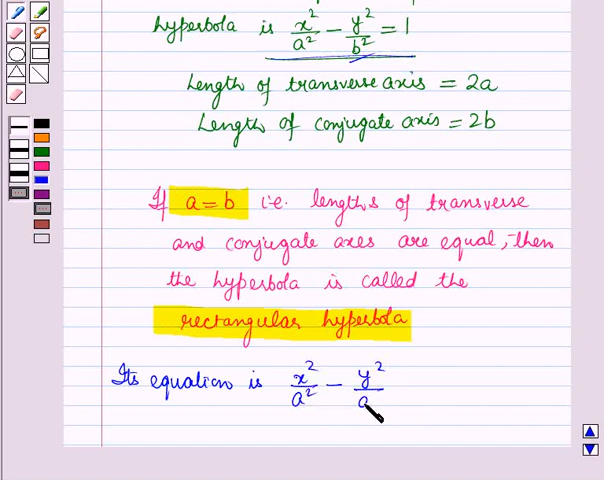 hyperbola is x²/a² - y²/b² = 1
Length of transverse axis = 2a
Length of conjugate axis = 2b
If a = b i.e. lengths of transverse
and conjugate axes are equal, then
the hyperbola is called the
rectangular hyperbola
Its equation is x²/a² - y²/a